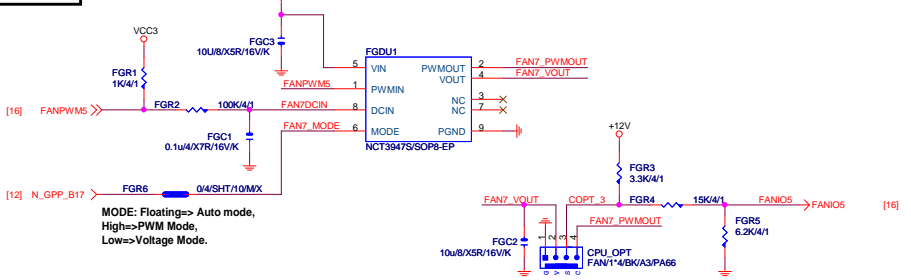 VCC3
FGC3
10U/8/X5R/16V/K
FGDU1
FGR1
1K/4/1
5
VIN
PWMOUT
2
FAN7_PWMOUT
VOUT
4
FAN7_VOUT
FANPWM5
1
PWMIN
NC
3
[16]
FANPWM5
FGR2
100K/4/1
FAN7DCIN
8
DCIN
NC
7
FAN7_MODE
6
MODE
PGND
9
FGC1
0.1u/4/X7R/16V/K
NCT3947S/SOP8-EP
+12V
FGR3
3.3K/4/1
[12]
N_GPP_B17
FGR6
0/4/SHT/10/M/X
FAN7_VOUT
COPT_3
FGR4
15K/4/1
FANIO5
FANIO5
[16]
MODE: Floating=> Auto mode,
High=>PWM Mode,
Low=>Voltage Mode.
FAN7_PWMOUT
FGR5
6.2K/4/1
FGC2
10u/8/X5R/16V/K
1
2
3
4
G
V
S
C
CPU_OPT
FAN/1*4/BK/A3/PA66